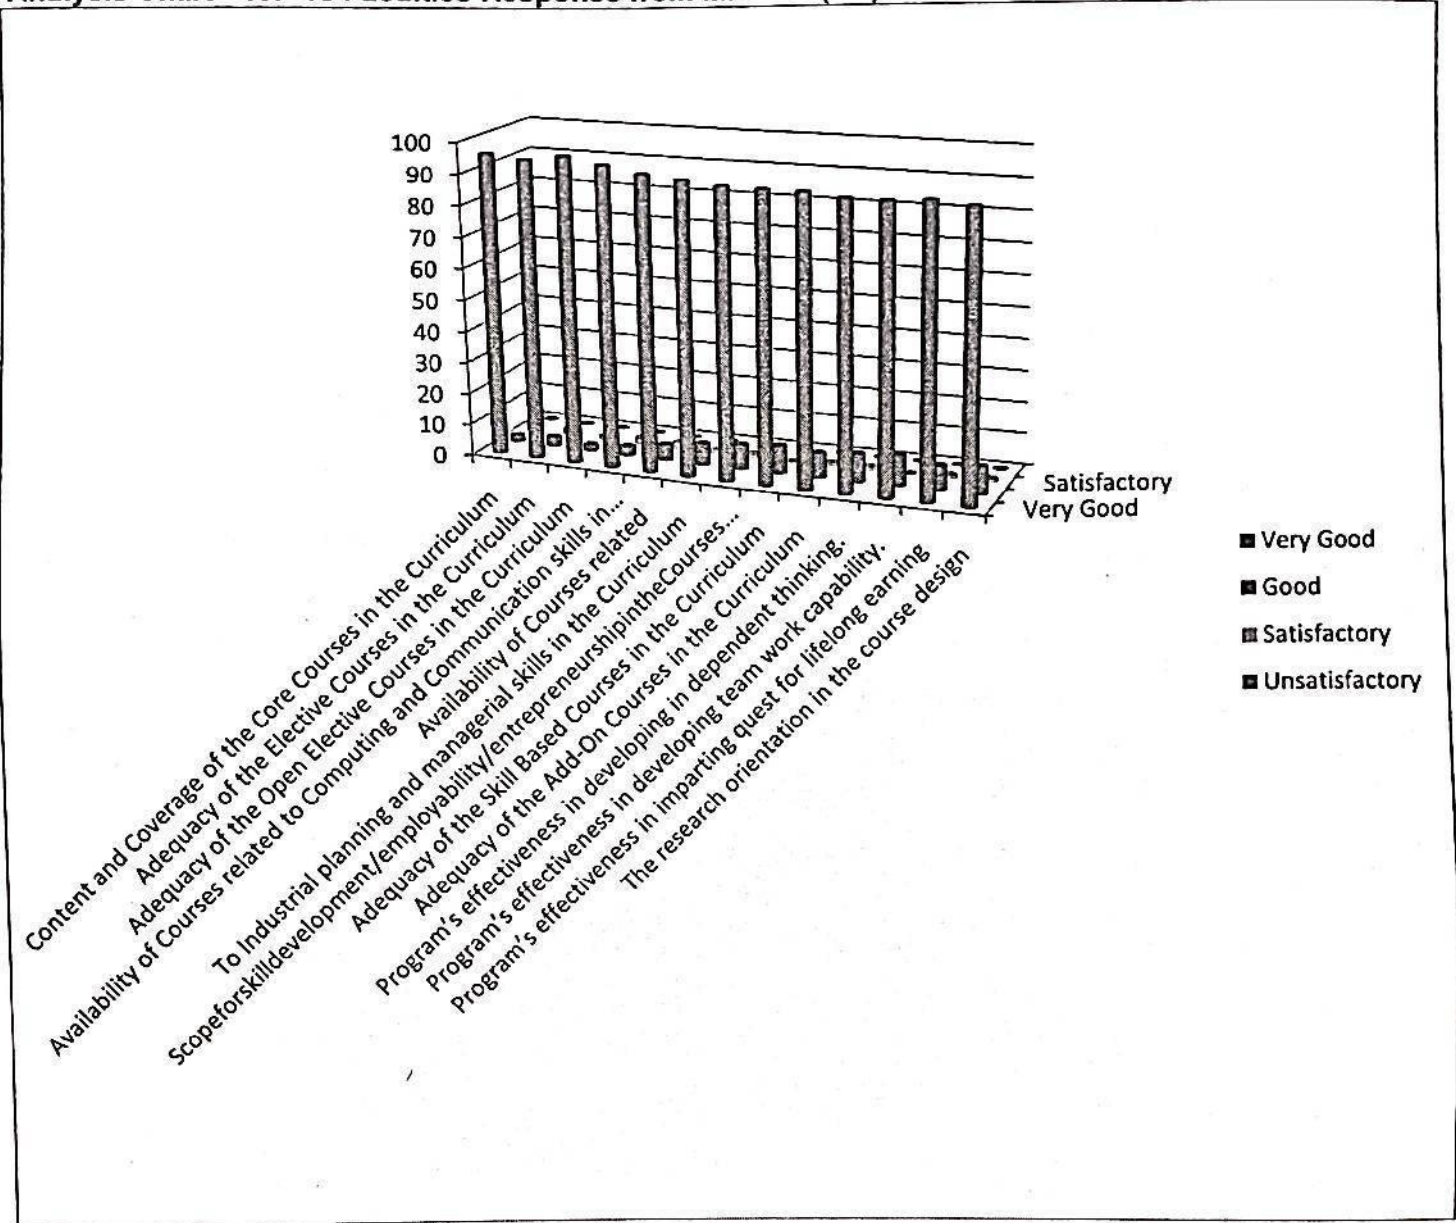 Faculties Response from
100
90
80
70
60
50
40
30
20
10
0
Satisfactory
Very Good
Content and Coverage of the Core Courses in the Curriculum
Adequacy of the Elective Courses in the Curriculum
Adequacy of the Open Elective Courses in the Curriculum
Availability of Courses related to Computing and Communication skills in...
Availability of Courses related
To Industrial planning and managerial skills in the Curriculum
Scopeforskilldevelopment/employability/entrepreneurshipintheCourses...
Adequacy of the Skill Based Courses in the Curriculum
Adequacy of the Add-On Courses in the Curriculum
Program's effectiveness in developing in dependent thinking.
Program's effectiveness in developing team work capability.
Program's effectiveness in imparting quest for lifelong earning
The research orientation in the course design
Very Good
Good
Satisfactory
Unsatisfactory